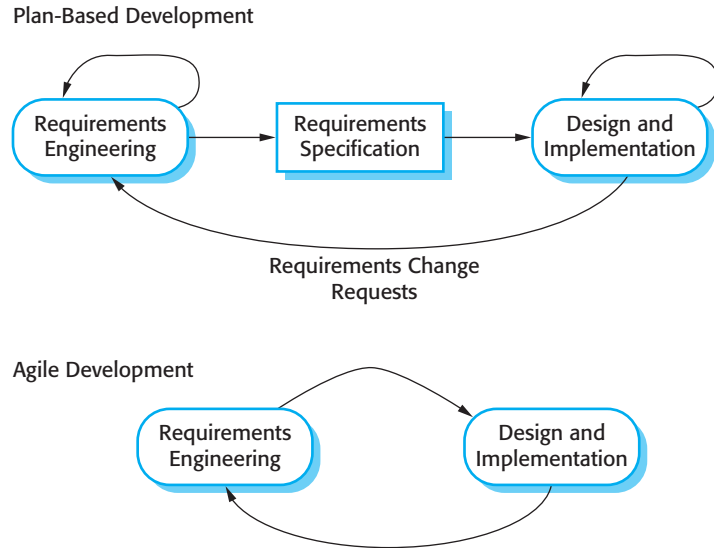 Plan-Based Development
Requirements
Engineering
Requirements
Specification
Design and
Implementation
Requirements Change
Requests
Agile Development
Requirements
Engineering
Design and
Implementation